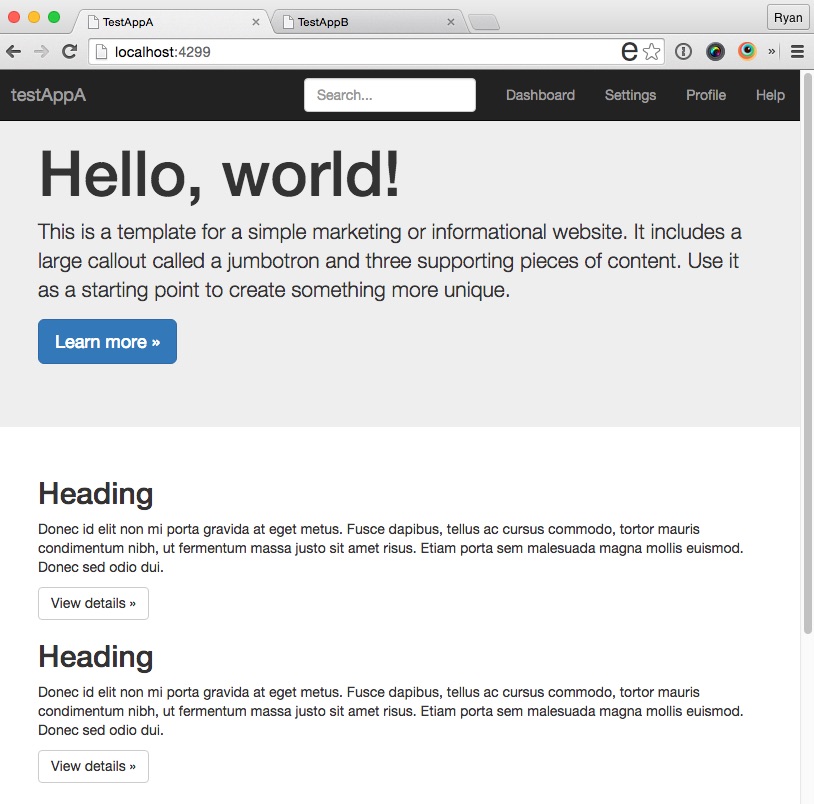 TestAppA
TestAppB
Ryan
localhost:4299
testAppA
Search...
Dashboard
Settings
Profile
Help
Hello, world!
This is a template for a simple marketing or informational website. It includes a
large callout called a jumbotron and three supporting pieces of content. Use it
as a starting point to create something more unique.
Learn more »
Heading
Donec id elit non mi porta gravida at eget metus. Fusce dapibus, tellus ac cursus commodo, tortor mauris
condimentum nibh, ut fermentum massa justo sit amet risus. Etiam porta sem malesuada magna mollis euismod.
Donec sed odio dui.
View details »
Heading
Donec id elit non mi porta gravida at eget metus. Fusce dapibus, tellus ac cursus commodo, tortor mauris
condimentum nibh, ut fermentum massa justo sit amet risus. Etiam porta sem malesuada magna mollis euismod.
Donec sed odio dui.
View details »